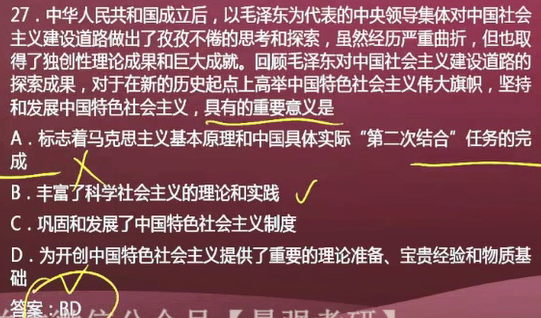 27．中华人民共和国成立后，以毛泽东为代表的中央领导集体对中国社会
主义建设道路做出了孜孜不倦的思考和探索，虽然经历严重曲折，但也取
得了独创性理论成果和巨大成就。回顾毛泽东对中国社会主义建设道路的
探索成果，对于在新的历史起点上高举中国特色社会主义伟大旗帜，坚持
和发展中国特色社会主义，具有的重要意义是
A．标志着马克思主义基本原理和中国具体实际“第二次结合”任务的完
成
B．丰富了科学社会主义的理论和实践
C．巩固和发展了中国特色社会主义制度
D．为开创中国特色社会主义提供了重要的理论准备、宝贵经验和物质基
础
答案：BD